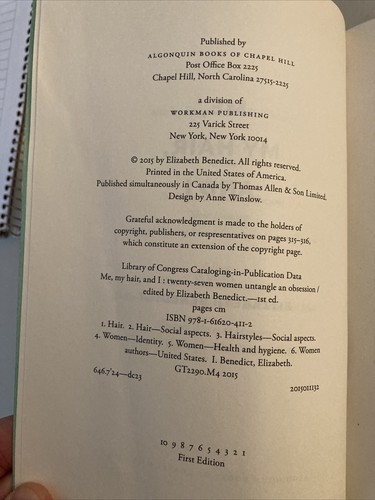 Published by
ALGONQUIN BOOKS OF CHAPEL HILL
Post Office Box 2225
Chapel Hill, North Carolina 27515-2225
a division of
WORKMAN PUBLISHING
225 Varick Street
New York, New York 10014
© 2015 by Elizabeth Benedict. All rights reserved.
Printed in the United States of America.
Published simultaneously in Canada by Thomas Allen & Son Limited.
Design by Anne Winslow.
Grateful acknowledgment is made to the holders of
copyright, publishers, or respresentatives on pages 315–316,
which constitute an extension of the copyright page.
Library of Congress Cataloging-in-Publication Data
Me, my hair, and I : twenty-seven women untangle an obsession /
edited by Elizabeth Benedict.—1st ed.
pages cm
ISBN 978-1-61620-411-2
1. Hair. 2. Hair—Social aspects. 3. Hairstyles—Social aspects.
4. Women—Identity. 5. Women—Health and hygiene. 6. Women
authors—United States. I. Benedict, Elizabeth.
GT2290.M4 2015
646.7'24—dc23
2015011132
10 9 8 7 6 5 4 3 2 1
First Edition